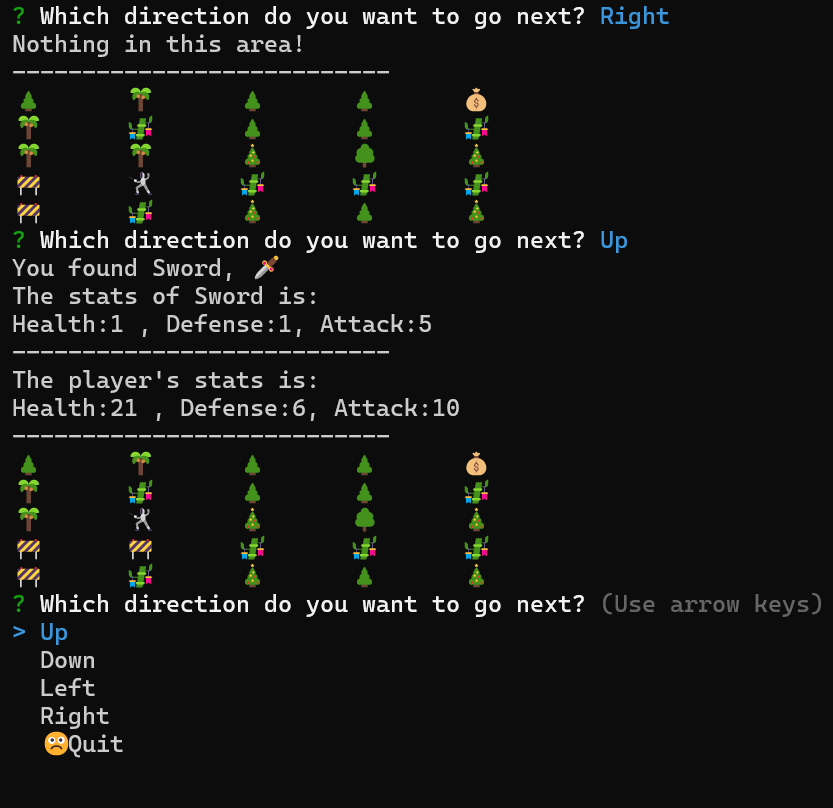 ? Which direction do you want to go next? Right
Nothing in this area!
---------------------------
? Which direction do you want to go next? Up
You found Sword, 🗡️
The stats of Sword is:
Health:1 , Defense:1, Attack:5
---------------------------
The player's stats is:
Health:21 , Defense:6, Attack:10
---------------------------
? Which direction do you want to go next? (Use arrow keys)
> Up
Down
Left
Right
🙄Quit